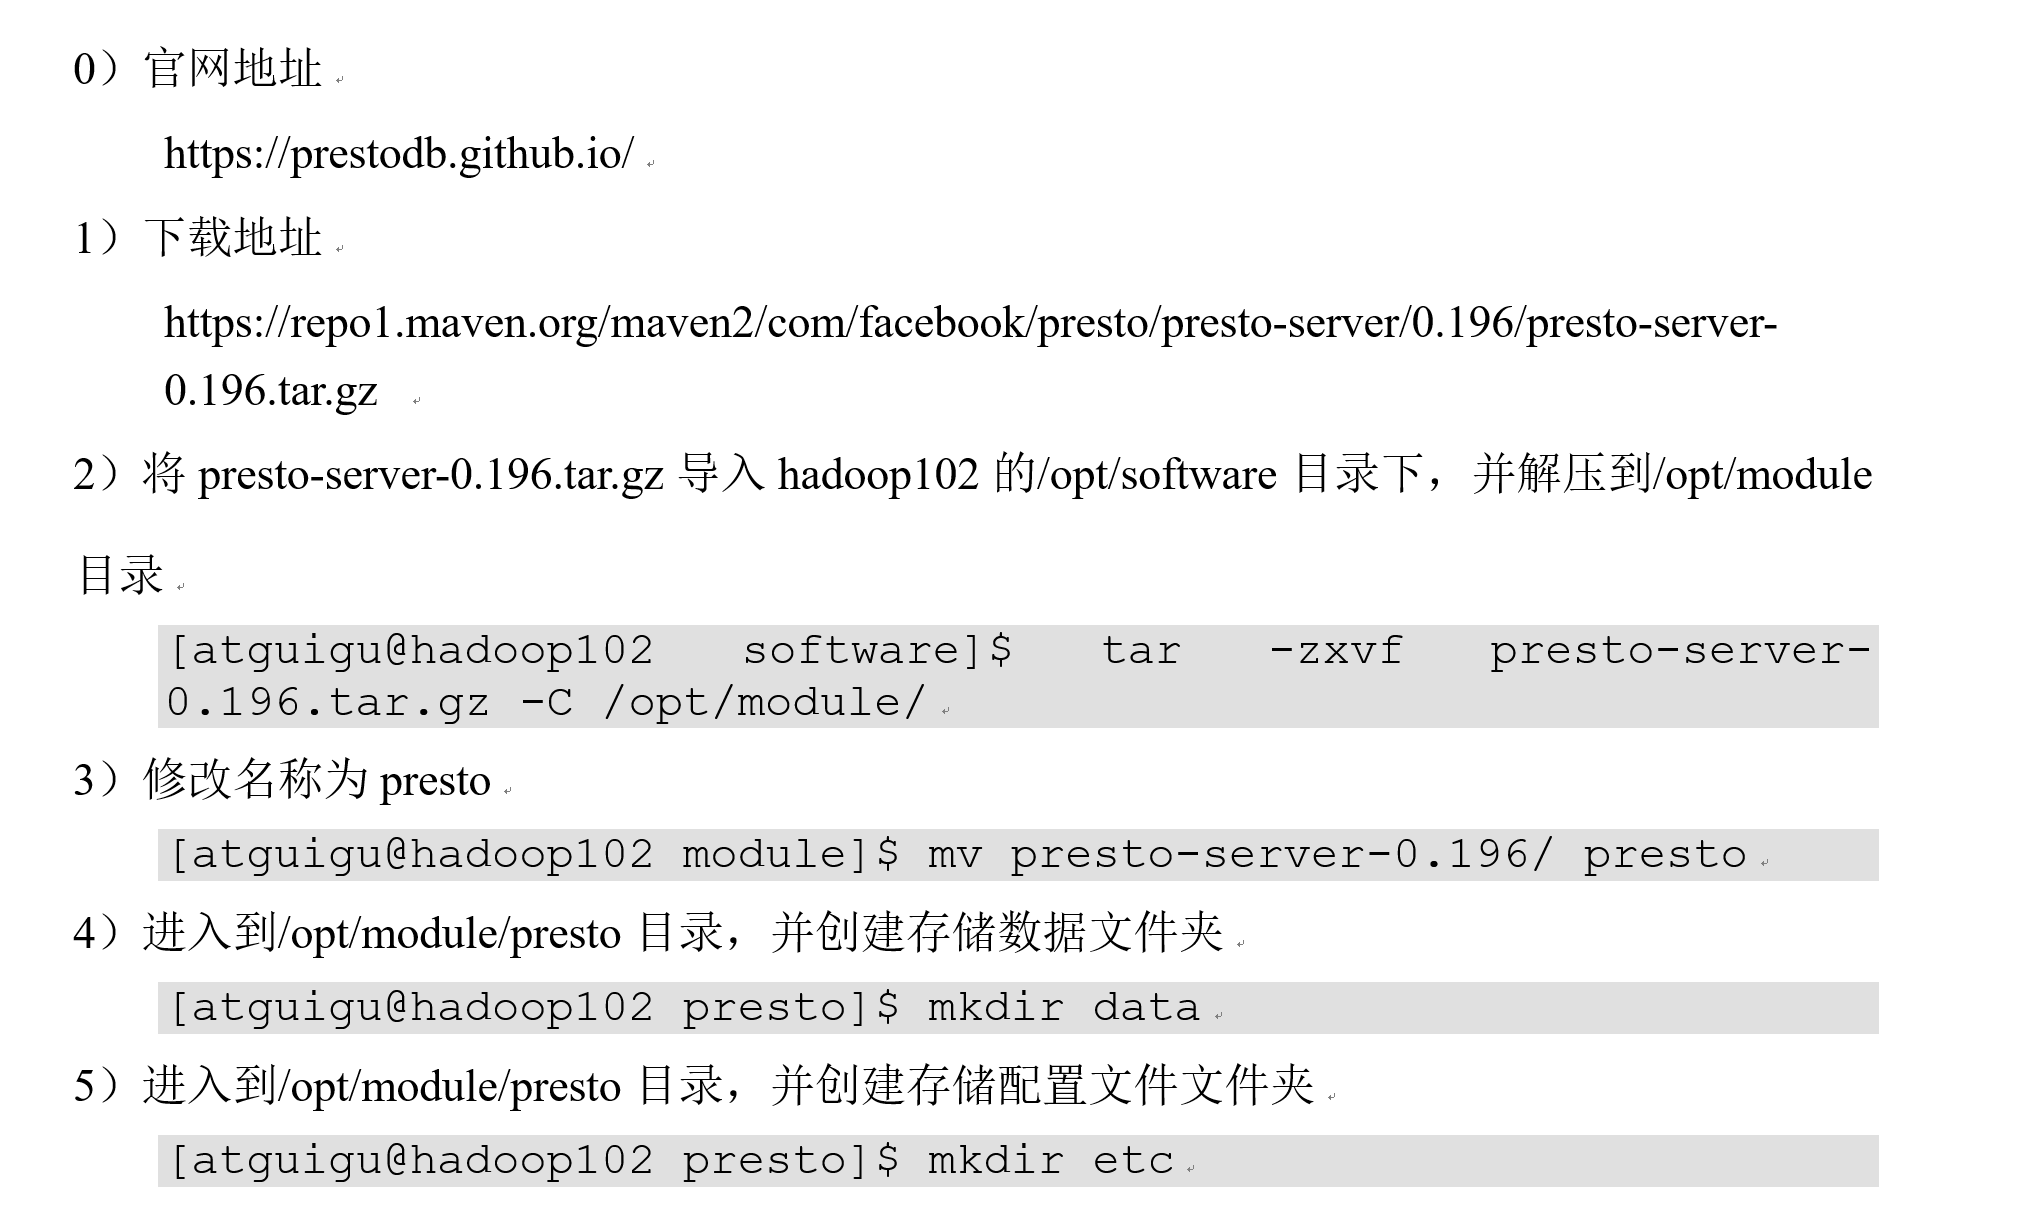 0）官网地址
https://prestodb.github.io/
1）下载地址
https://repo1.maven.org/maven2/com/facebook/presto/presto-server/0.196/presto-server-
0.196.tar.gz
2）将 presto-server-0.196.tar.gz 导入 hadoop102 的/opt/software 目录下，并解压到/opt/module
目录
[atguigu@hadoop102 software]$ tar -zxvf presto-server-
0.196.tar.gz -C /opt/module/
3）修改名称为 presto
[atguigu@hadoop102 module]$ mv presto-server-0.196/ presto
4）进入到/opt/module/presto 目录，并创建存储数据文件夹
[atguigu@hadoop102 presto]$ mkdir data
5）进入到/opt/module/presto 目录，并创建存储配置文件文件夹
[atguigu@hadoop102 presto]$ mkdir etc